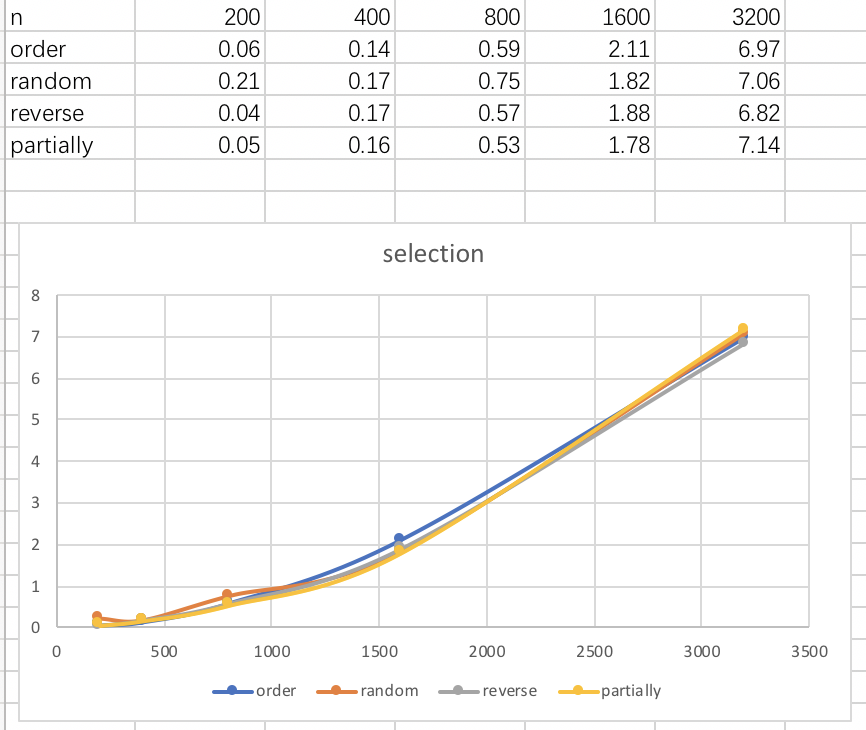 n 200 400 800 1600 3200
order 0.06 0.14 0.59 2.11 6.97
random 0.21 0.17 0.75 1.82 7.06
reverse 0.04 0.17 0.57 1.88 6.82
partially 0.05 0.16 0.53 1.78 7.14
selection
8
7
6
5
4
3
2
1
0
0 500 1000 1500 2000 2500 3000 3500
order random reverse partially